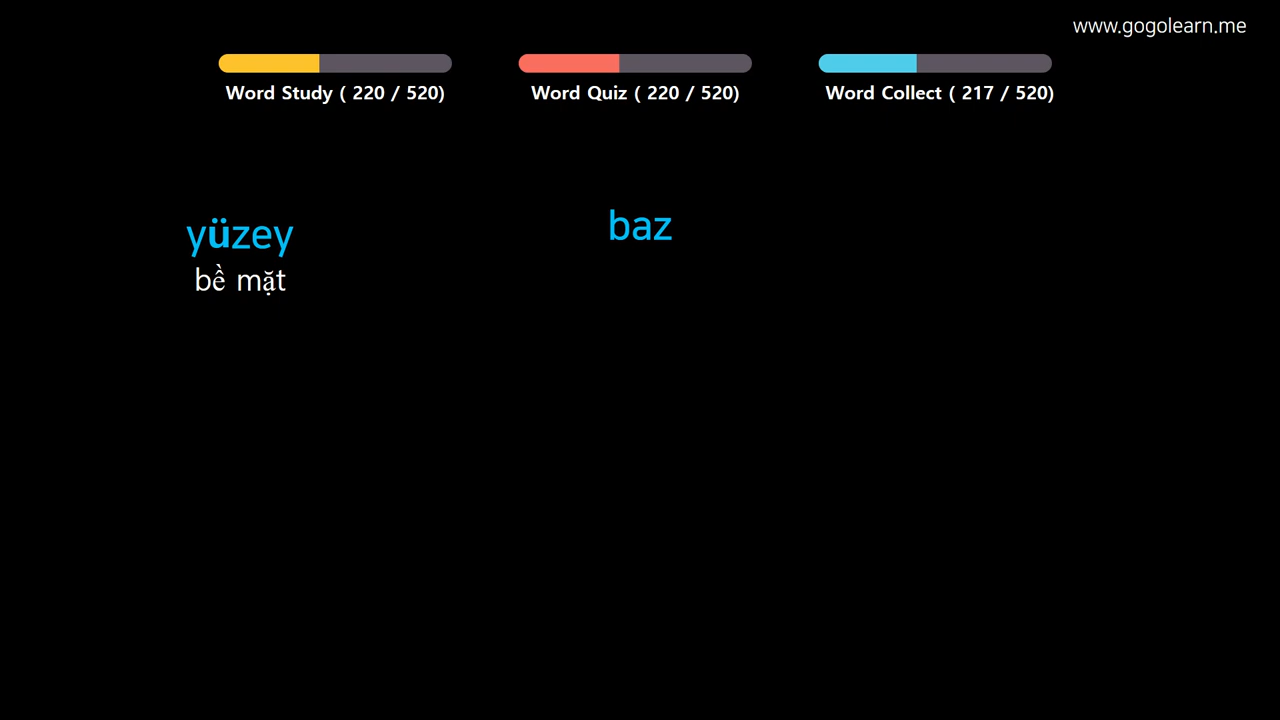 www.gogolearn.me
Word Study ( 220 / 520)
Word Quiz ( 220 / 520)
Word Collect ( 217 / 520)
yüzey
bề mặt
baz